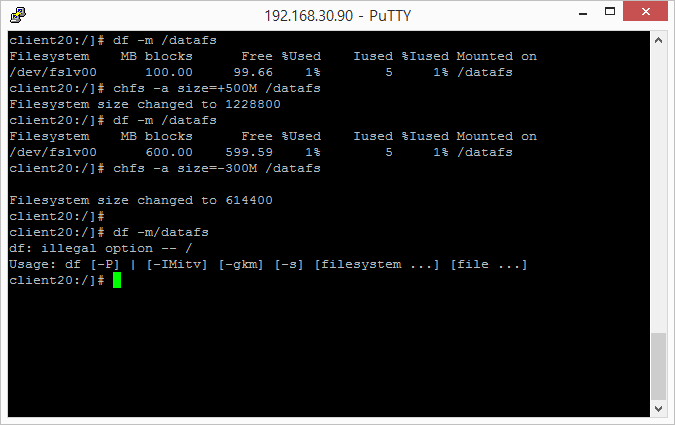 192.168.30.90 - PuTTY
client20:/]# df -m /datafs
Filesystem    MB blocks      Free %Used    Iused %Iused Mounted on
/dev/fslv00      100.00     99.66    1%        5     1% /datafs
client20:/]# chfs -a size=+500M /datafs
Filesystem size changed to 1228800
client20:/]# df -m /datafs
Filesystem    MB blocks      Free %Used    Iused %Iused Mounted on
/dev/fslv00      600.00    599.59    1%        5     1% /datafs
client20:/]# chfs -a size=-300M /datafs
Filesystem size changed to 614400
client20:/]#
client20:/]# df -m/datafs
df: illegal option -- /
Usage: df [-P] | [-IMitv] [-gkm] [-s] [filesystem ...] [file ...]
client20:/]#